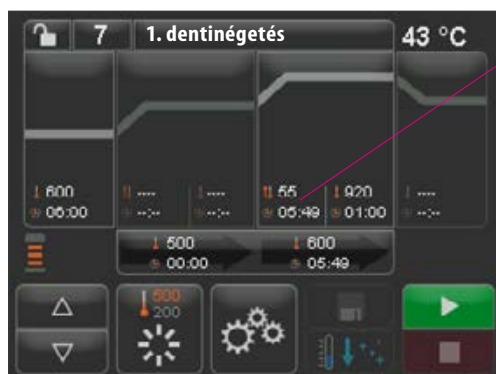 7 1. dentinégetés 43 °C
600 ---- ---- 55 920 ----
06:00 --:-- --:-- 05:49 01:00 --:--
500 600
00:00 05:49
500
200